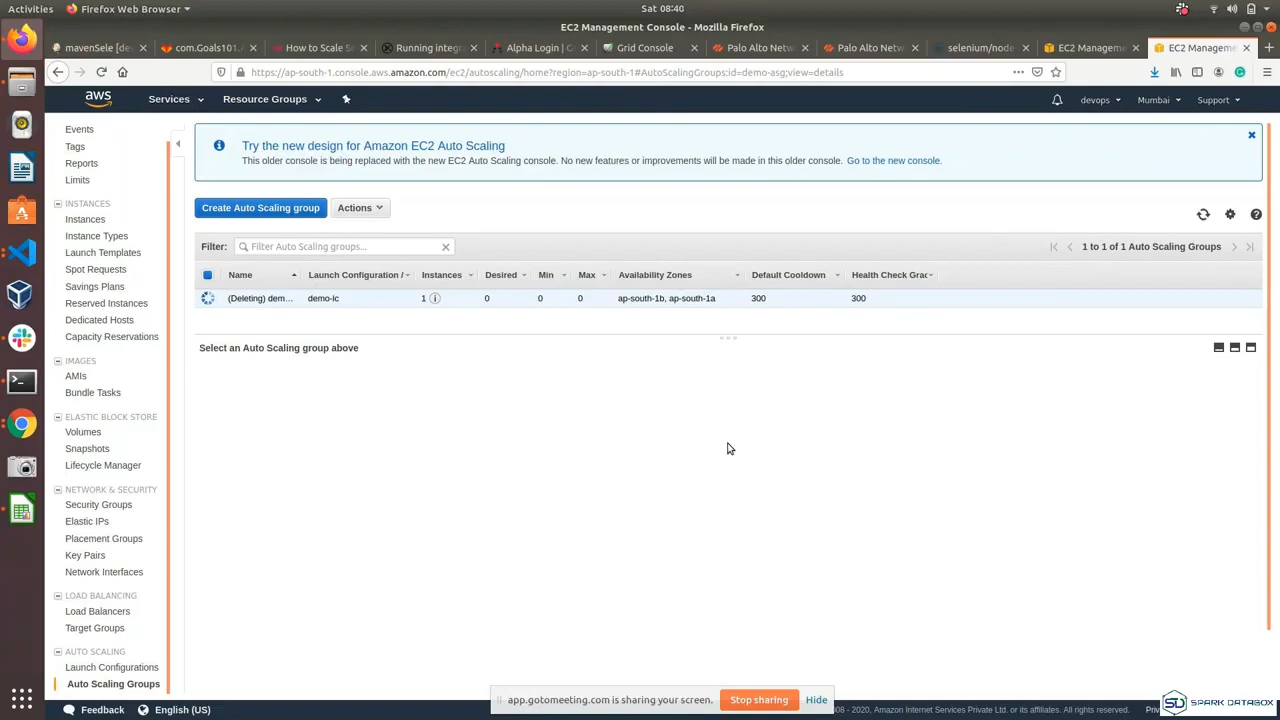 Activities
Firefox Web Browser
Sat 08:40
EC2 Management Console - Mozilla Firefox
mavenSele [de
com.Goals101.A
How to Scale S
Running integr
Alpha Login | G
Grid Console
Palo Alto Netw
Palo Alto Netw
selenium/node
EC2 Manageme
EC2 Manageme
https://ap-south-1.console.aws.amazon.com/ec2/autoscaling/home?region=ap-south-1#AutoScalingGroups:id=demo-asg;view=details
aws
Services
Resource Groups
devops
Mumbai
Support
Events
Tags
Reports
Limits
INSTANCES
Instances
Instance Types
Launch Templates
Spot Requests
Savings Plans
Reserved Instances
Dedicated Hosts
Capacity Reservations
IMAGES
AMIs
Bundle Tasks
ELASTIC BLOCK STORE
Volumes
Snapshots
Lifecycle Manager
NETWORK & SECURITY
Security Groups
Elastic IPs
Placement Groups
Key Pairs
Network Interfaces
LOAD BALANCING
Load Balancers
Target Groups
AUTO SCALING
Launch Configurations
Auto Scaling Groups
Try the new design for Amazon EC2 Auto Scaling
This older console is being replaced with the new EC2 Auto Scaling console. No new features or improvements will be made in this older console. Go to the new console.
Create Auto Scaling group
Actions
Filter: Filter Auto Scaling groups...
1 to 1 of 1 Auto Scaling Groups
Name Launch Configuration / Instances Desired Min Max Availability Zones Default Cooldown Health Check Grac
(Deleting) dem... demo-lc 1 0 0 0 ap-south-1b, ap-south-1a 300 300
Select an Auto Scaling group above
app.gotomeeting.com is sharing your screen.
Stop sharing
Hide
Feedback
English (US)
08 - 2020, Amazon Internet Services Private Ltd. or its affiliates. All rights reserved.
Priv
SD SPARK DATABOX